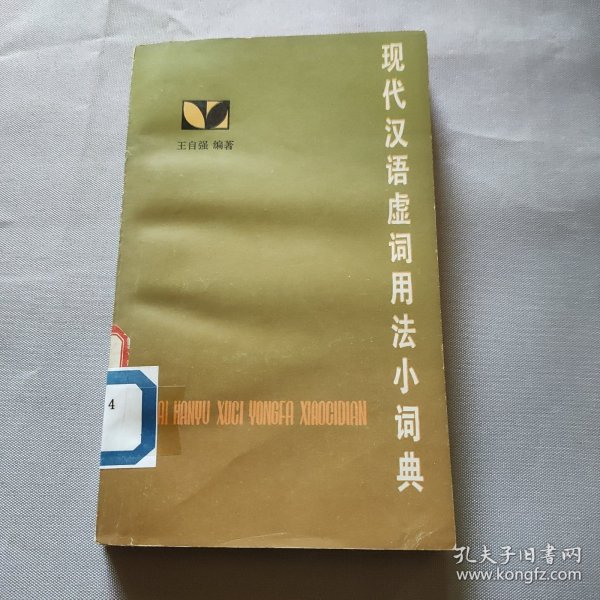 现代汉语虚词用法小词典
王自强 编著
AI HANYU XUCI YONGFA XIAOCIDIAN
4
孔夫子旧书网
www.kongfz.com